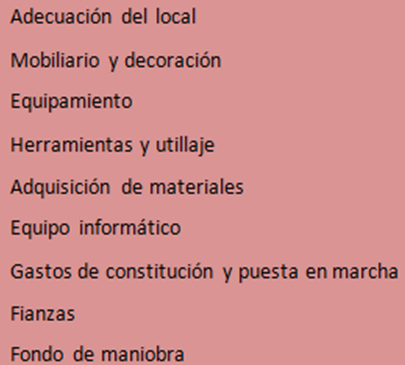 Adecuación del local
Mobiliario y decoración
Equipamiento
Herramientas y utillaje
Adquisición de materiales
Equipo informático
Gastos de constitución y puesta en marcha
Fianzas
Fondo de maniobra